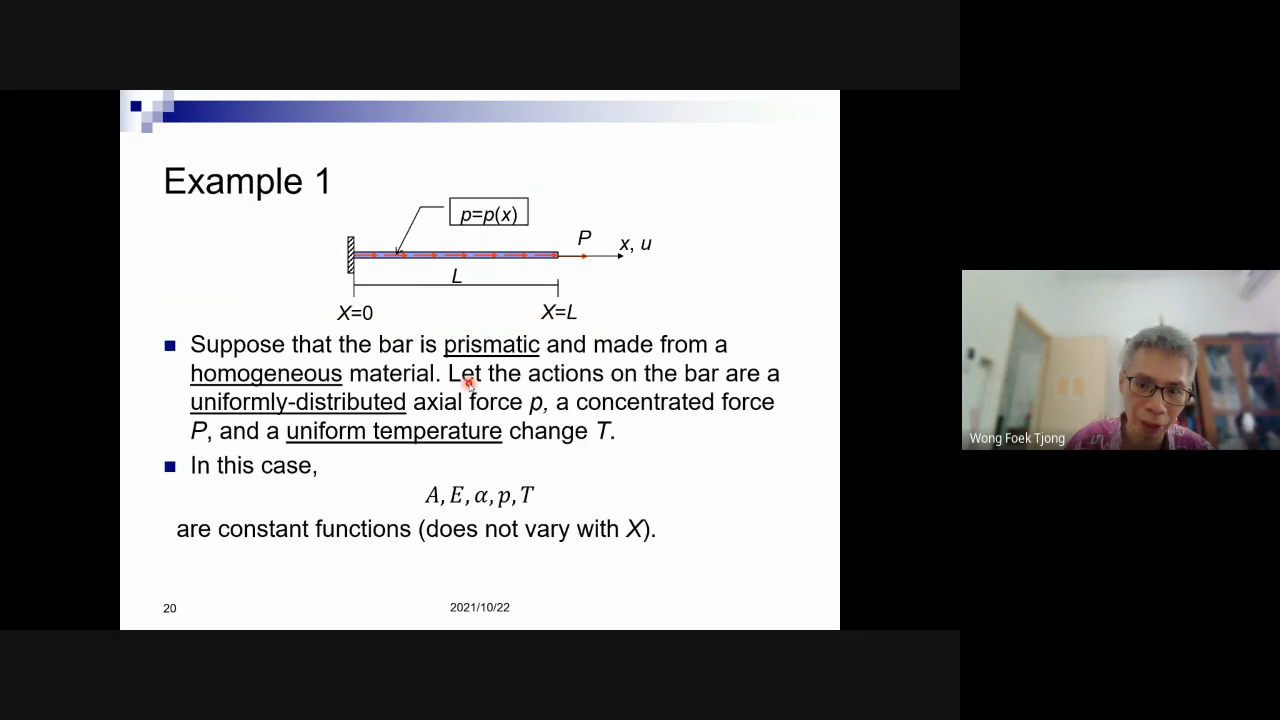 Example 1
p=p(x)
P
x, u
L
X=0
X=L
Suppose that the bar is prismatic and made from a
homogeneous material. Let the actions on the bar are a
uniformly-distributed axial force p, a concentrated force
P, and a uniform temperature change T.
In this case,
A, E, α, p, T
are constant functions (does not vary with X).
20
2021/10/22
Wong Foek Tjong